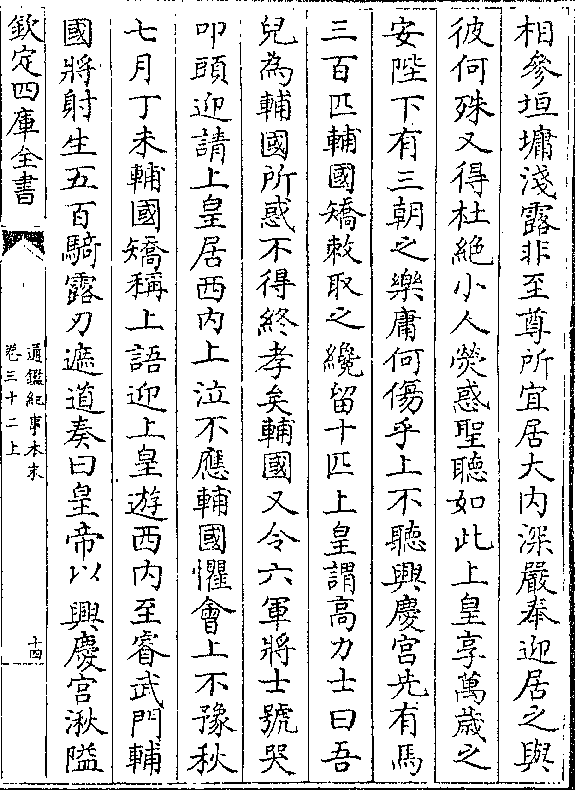 相參垣墉淺露非至尊所宜居大内深嚴奉迎居之與
彼何殊又得杜絶小人熒惑聖聽如此上皇享萬歳之
安陛下有三朝之樂庸何傷乎上不聽興慶宫先有馬
三百匹輔國矯敕取之纔留十匹上皇謂高力士曰吾
兒為輔國所惑不得終孝矣輔國又令六軍將士號哭
叩頭迎請上皇居西内上泣不應輔國懼會上不豫秋
七月丁未輔國矯稱上語迎上皇遊西内至睿武門輔
國將射生五百騎露刃遮道奏曰皇帝以興慶宫湫隘
欽定四庫全書
通鑑紀事本末
卷三十二上
十四